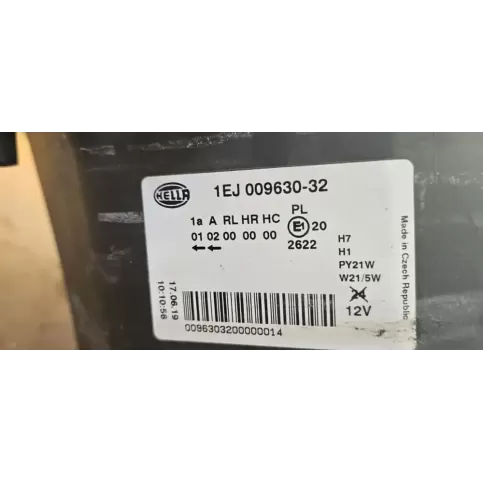 HELLA
1EJ 009630-32
1a A RL HR HC
01 02 00 00 00
PL
E1 20
2622
H7
H1
PY21W
W21/5W
24
12V
Made in Czech Republic
17.06.19
10:10:56
0096303200000014